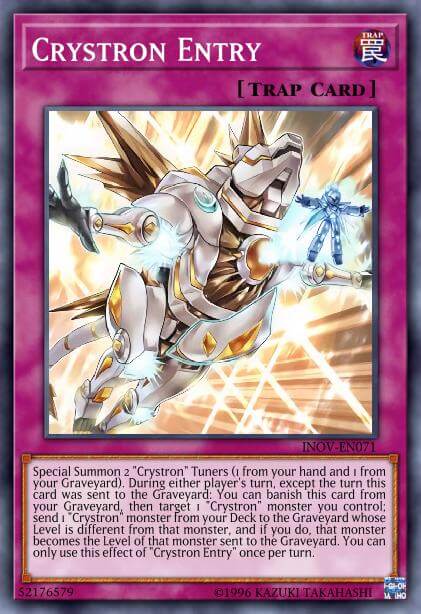 CRYSTRON ENTRY
TRAP
罠
[TRAP CARD]
INOV-EN071
Special Summon 2 "Crystron" Tuners (1 from your hand and 1 from
your Graveyard). During either player's turn, except the turn this
card was sent to the Graveyard: You can banish this card from
your Graveyard, then target 1 "Crystron" monster you control;
send 1 "Crystron" monster from your Deck to the Graveyard whose
Level is different from that monster, and if you do, that monster
becomes the Level of that monster sent to the Graveyard. You can
only use this effect of "Crystron Entry" once per turn.
52176579
©1996 KAZUKI TAKAHASHI